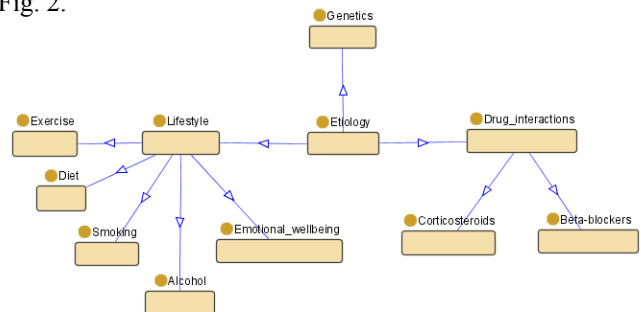 Fig. 2.
Genetics
Exercise
Lifestyle
Etiology
Drug_interactions
Diet
Smoking
Emotional_wellbeing
Corticosteroids
Beta-blockers
Alcohol